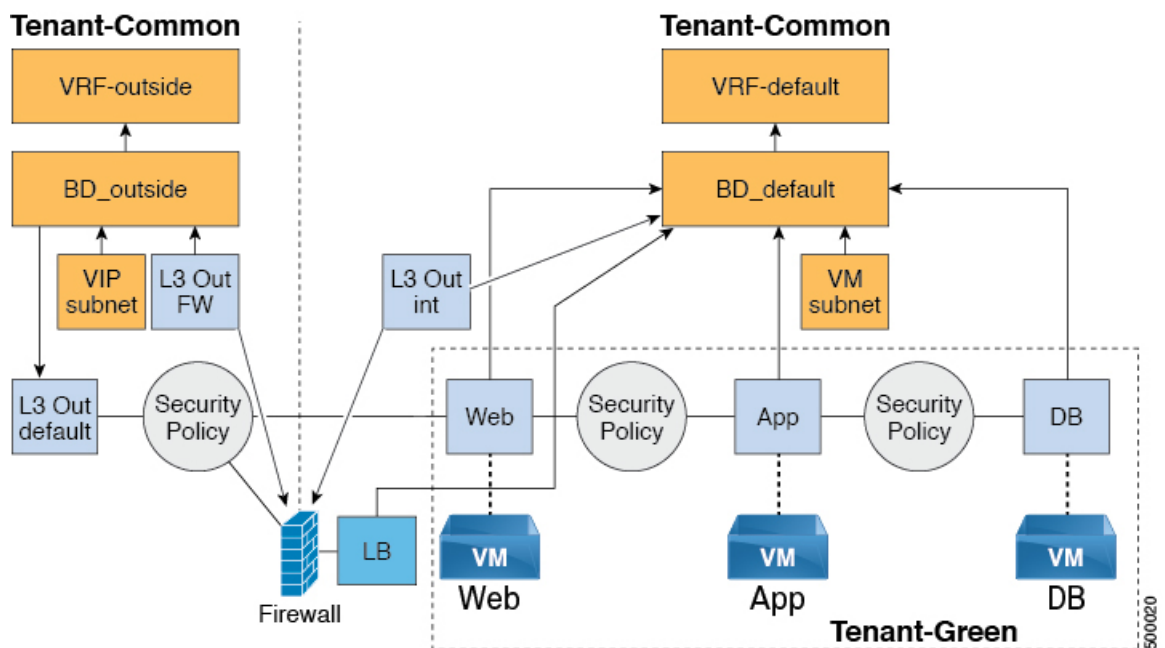 Tenant-Common
Tenant-Common
VRF-outside
VRF-default
BD_outside
BD_default
VIP
subnet
L3 Out
FW
L3 Out
int
VM
subnet
L3 Out
default
Security
Policy
Web
Security
Policy
App
Security
Policy
DB
LB
Firewall
VM
Web
VM
App
VM
DB
Tenant-Green
500020